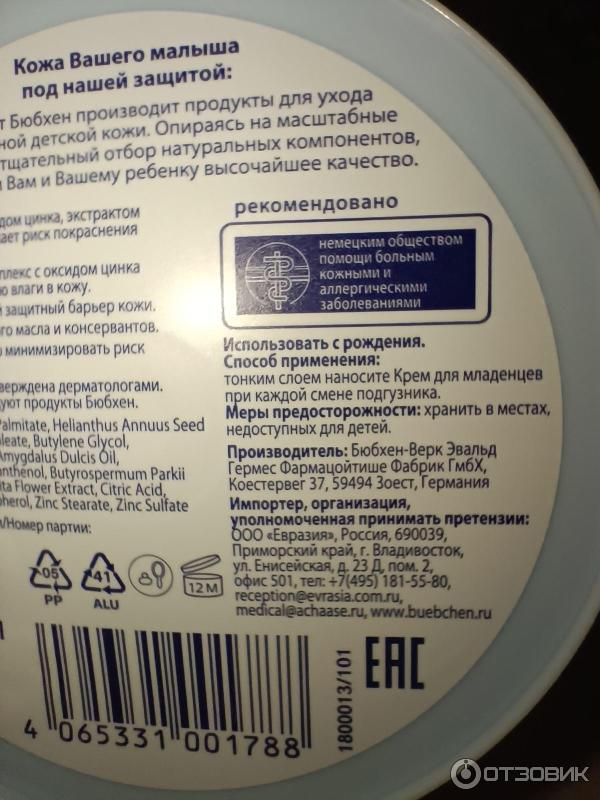 Кожа Вашего малыша
под нашей защитой:
т Бюбхен производит продукты для ухода
ной детской кожи. Опираясь на масштабные
тщательный отбор натуральных компонентов,
и Вам и Вашему ребенку высочайшее качество.
дом цинка, экстрактом
ает риск покраснения
плекс с оксидом цинка
ю влаги в кожу.
й защитный барьер кожи.
го масла и консервантов.
о минимизировать риск
верждена дерматологами.
дуют продукты Бюбхен.
Palmitate, Helianthus Annuus Seed
leate, Butylene Glycol,
Amygdalus Dulcis Oil,
anthenol, Butyrospermum Parkii
ita Flower Extract, Citric Acid,
pherol, Zinc Stearate, Zinc Sulfate
/Номер партии:
рекомендовано
немецким обществом
помощи больным
кожными и
аллергическими
заболеваниями
Использовать с рождения.
Способ применения:
тонким слоем наносите Крем для младенцев
при каждой смене подгузника.
Меры предосторожности: хранить в местах,
недоступных для детей.
Производитель: Бюбхен-Верк Эвальд
Гермес Фармацойтише Фабрик ГмбХ,
Коестервег 37, 59494 Зоест, Германия
Импортер, организация,
уполномоченная принимать претензии:
ООО «Евразия», Россия, 690039,
Приморский край, г. Владивосток,
ул. Енисейская, д. 23 Д, пом. 2,
офис 501, тел: +7(495) 181-55-80,
reception@evrasia.com.ru,
medical@achaase.ru, www.buebchen.ru
05
PP
41
ALU
12M
4 065331 001788
1800013/101
EAC
ОТЗОВИК